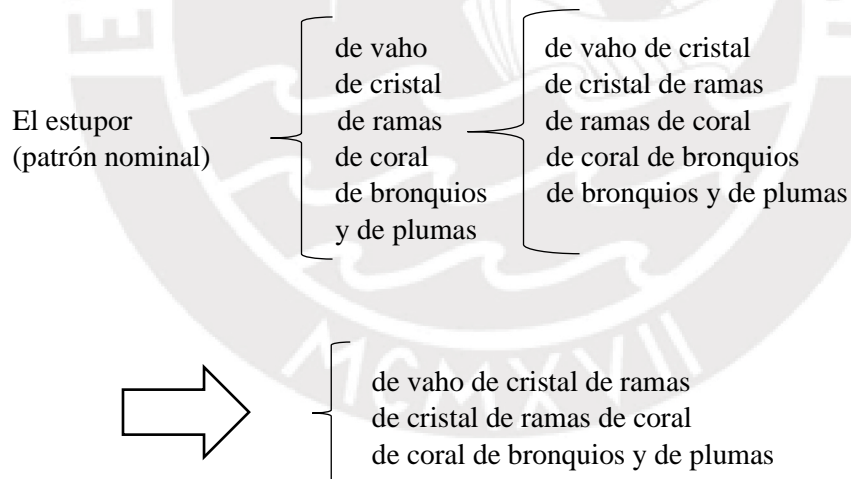 El estupor
(patrón nominal)
de vaho
de cristal
de ramas
de coral
de bronquios
y de plumas
de vaho de cristal
de cristal de ramas
de ramas de coral
de coral de bronquios
de bronquios y de plumas
de vaho de cristal de ramas
de cristal de ramas de coral
de coral de bronquios y de plumas
MCMXVII